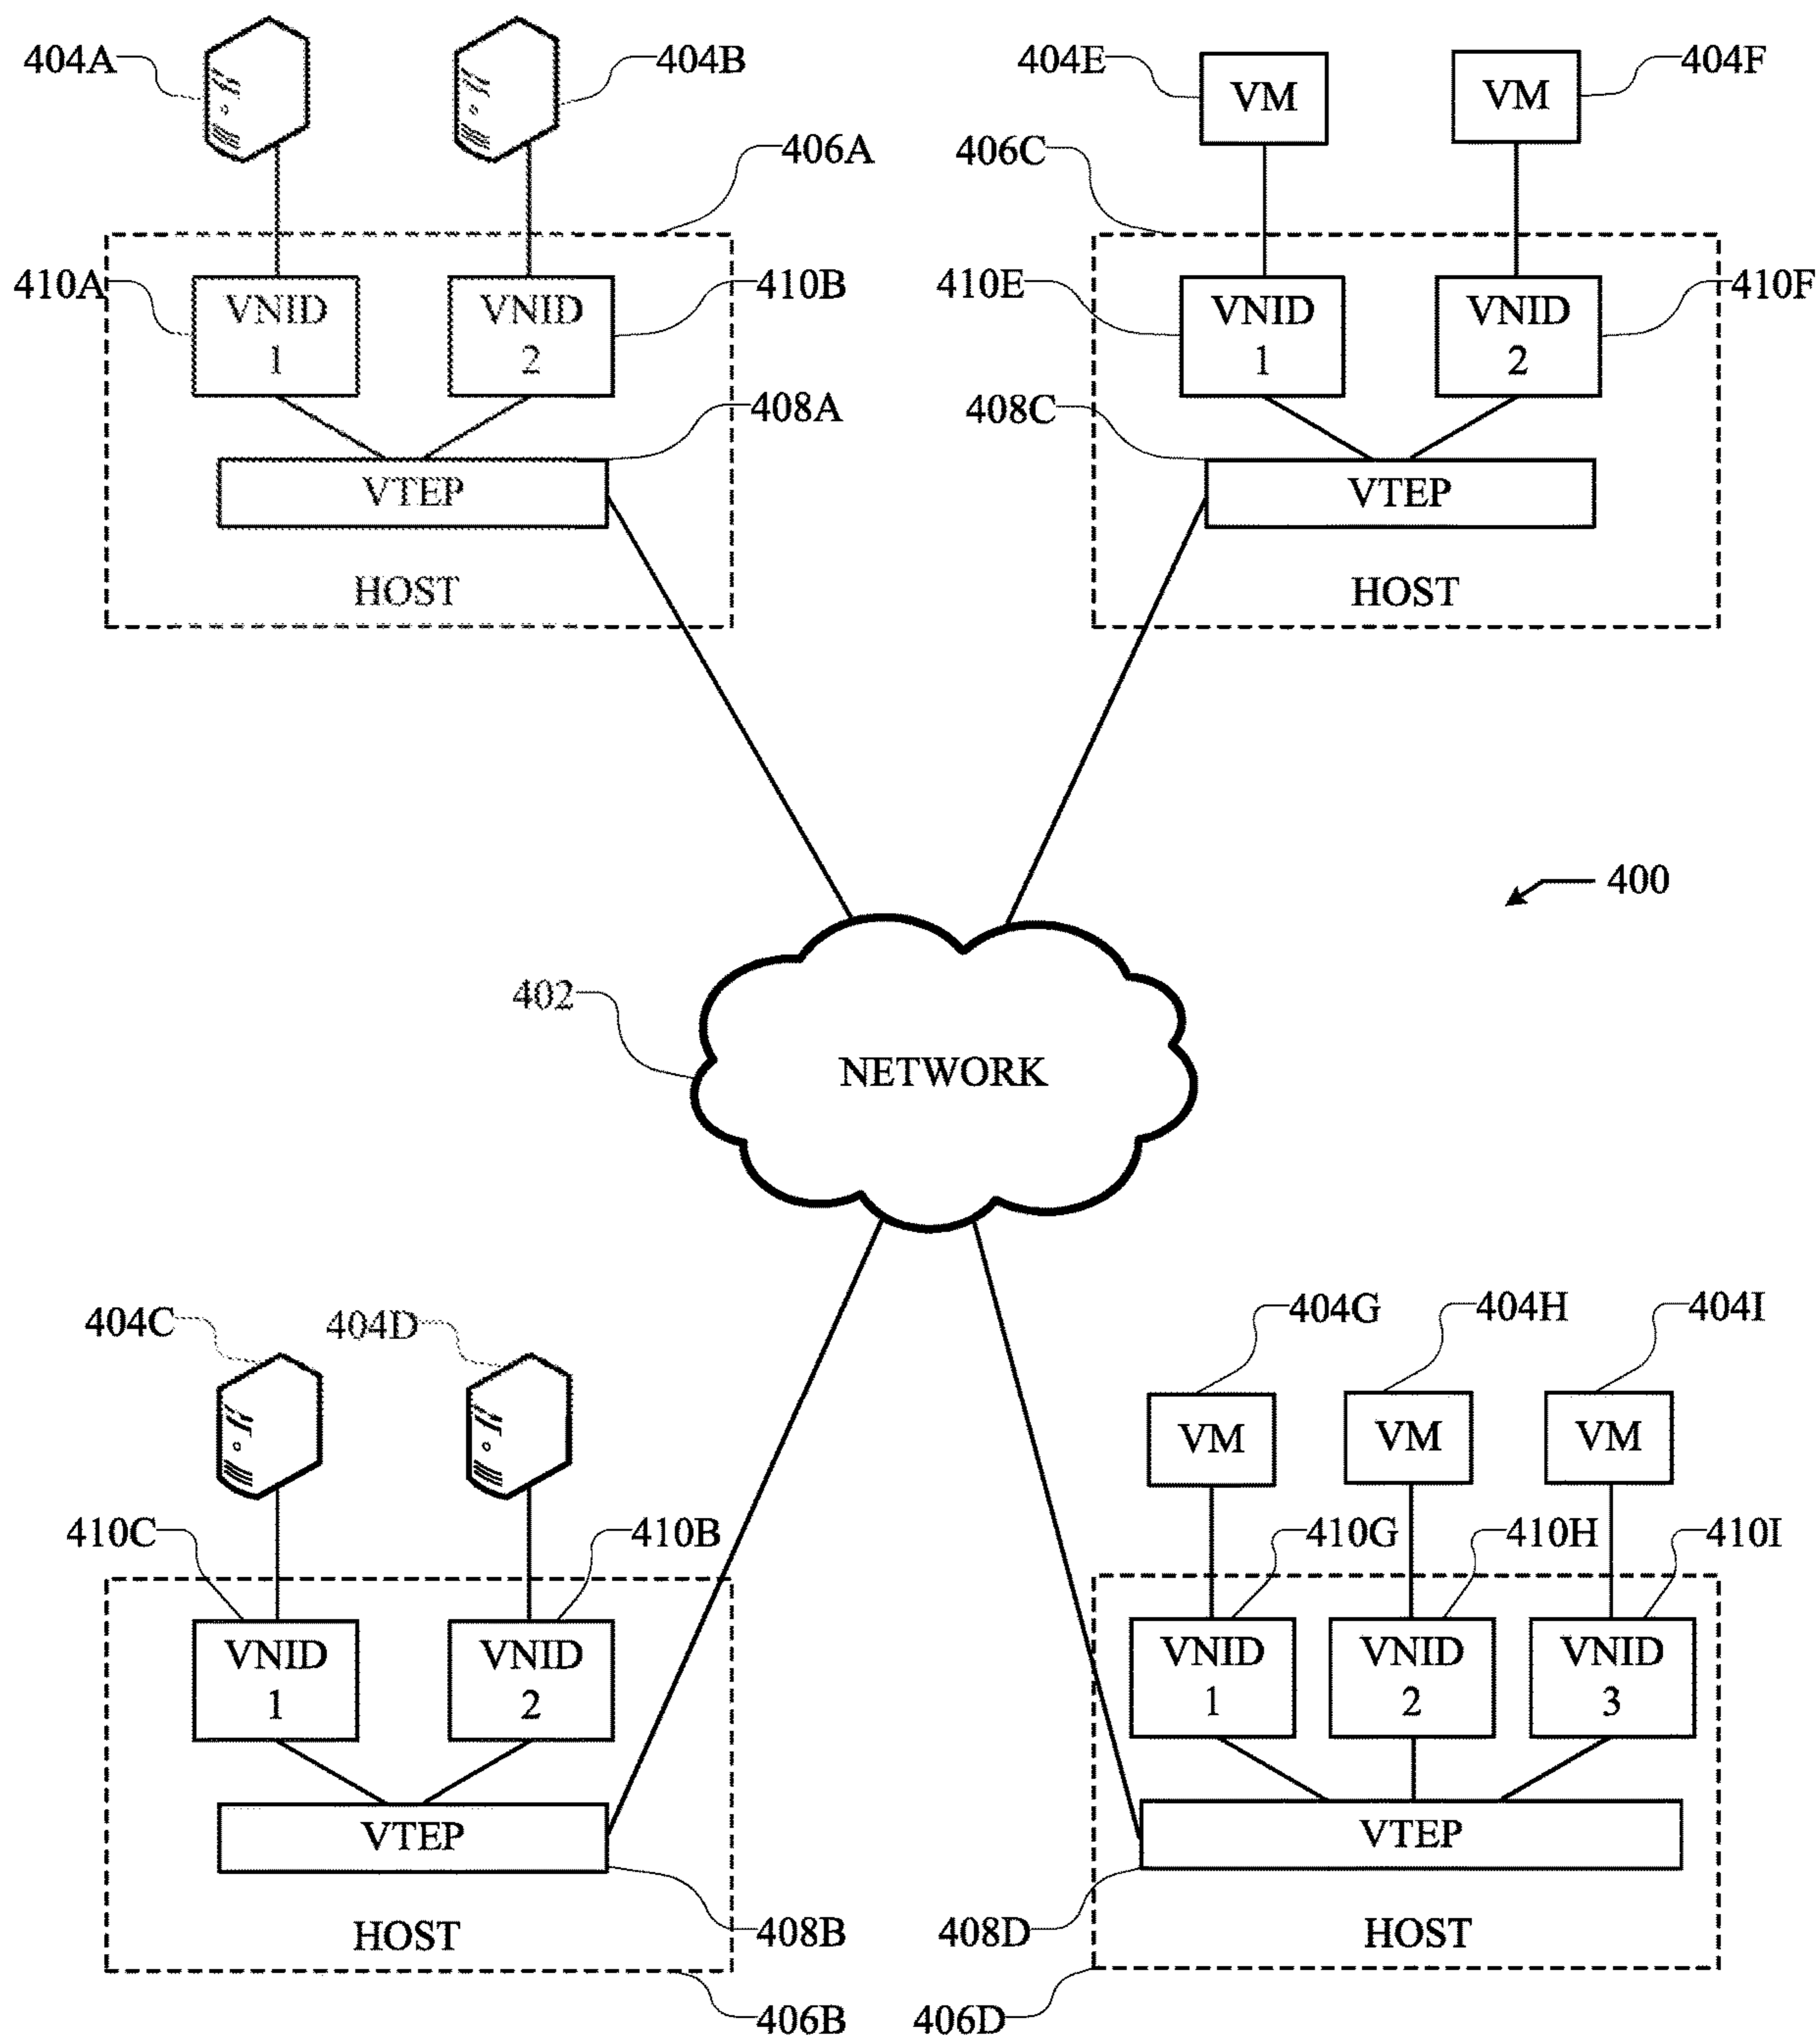 404A
404B
404E
VM
VM
404F
406A
406C
410A
VNID
1
VNID
2
410B
410E
VNID
1
VNID
2
410F
408A
408C
VTEP
VTEP
HOST
HOST
400
402
NETWORK
404C
404D
404G
404H
404I
VM
VM
VM
410C
410B
410G
410H
410I
VNID
1
VNID
2
VNID
1
VNID
2
VNID
3
VTEP
VTEP
HOST
408B
408D
HOST
406B
406D